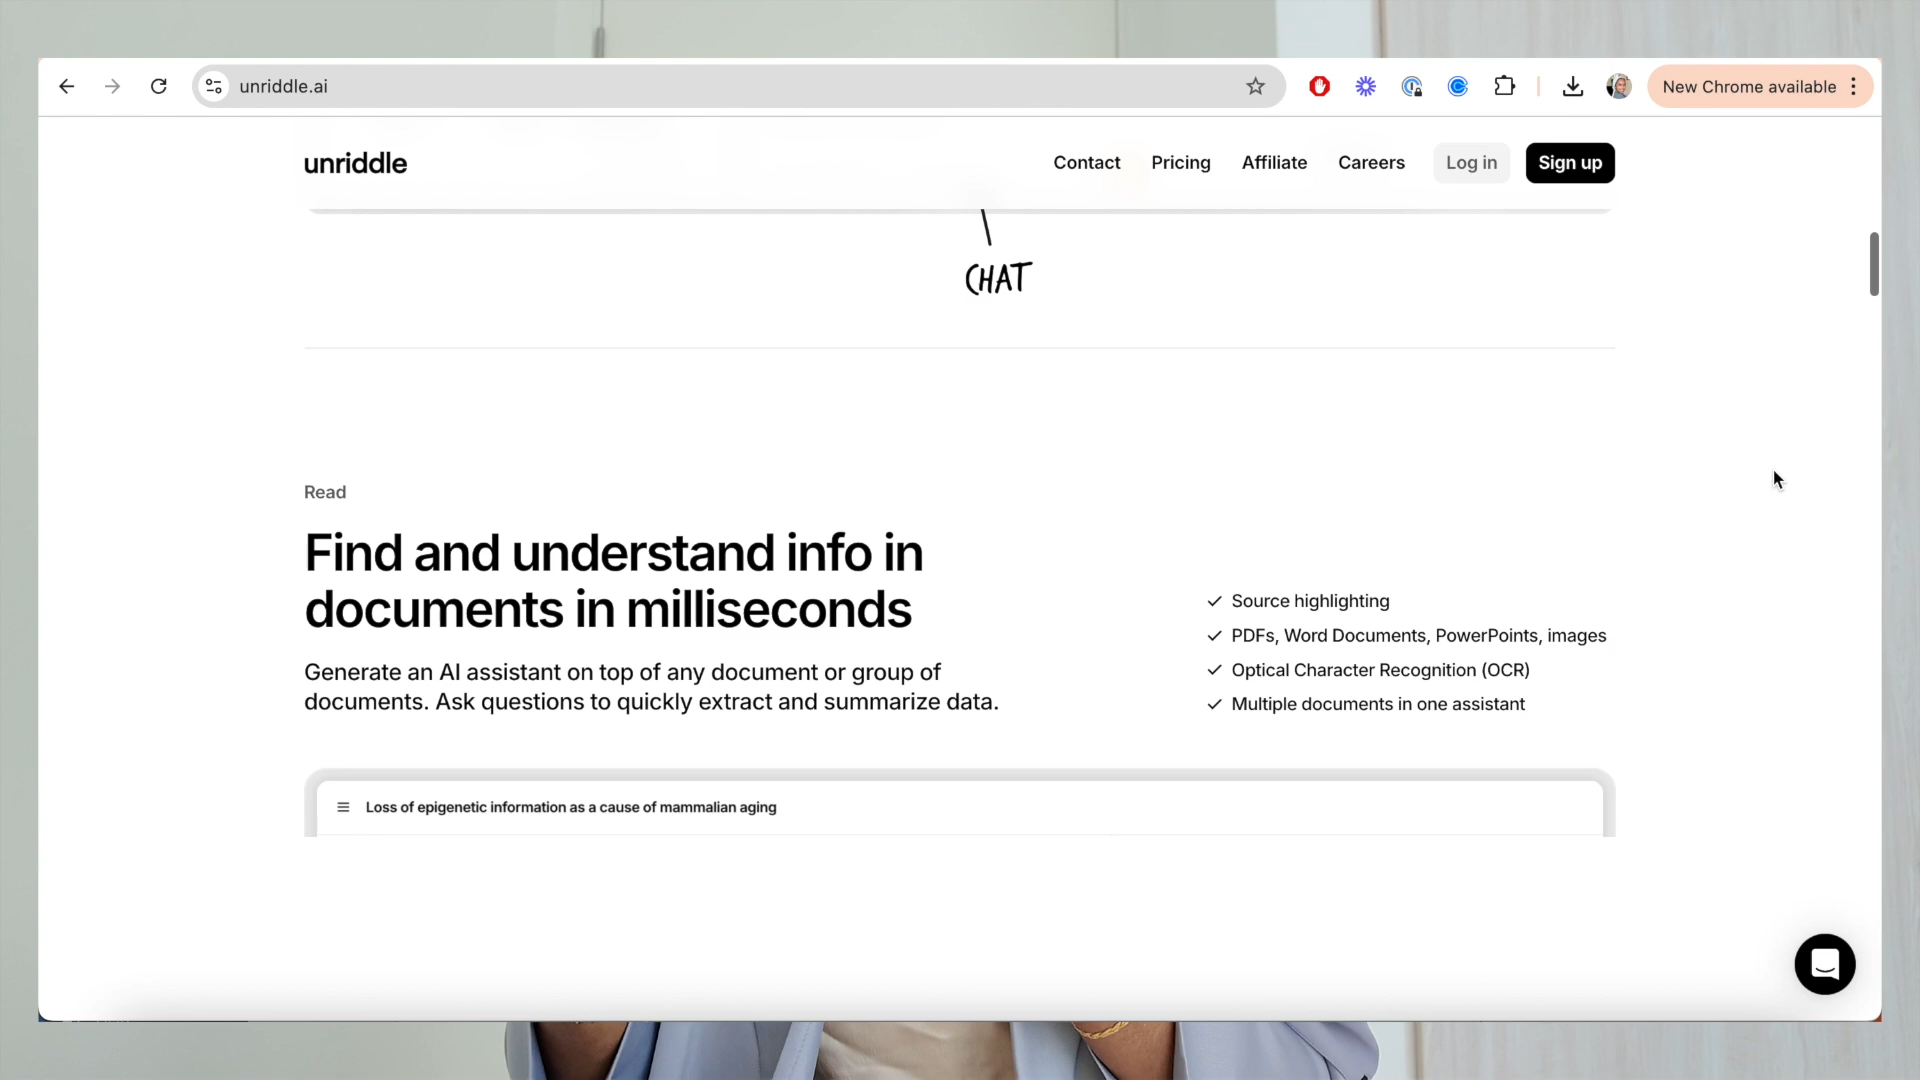 unriddle.ai
New Chrome available
unriddle
Contact
Pricing
Affiliate
Careers
Log in
Sign up
CHAT
Read
Find and understand info in
documents in milliseconds
Generate an AI assistant on top of any document or group of
documents. Ask questions to quickly extract and summarize data.
Source highlighting
PDFs, Word Documents, PowerPoints, images
Optical Character Recognition (OCR)
Multiple documents in one assistant
Loss of epigenetic information as a cause of mammalian aging